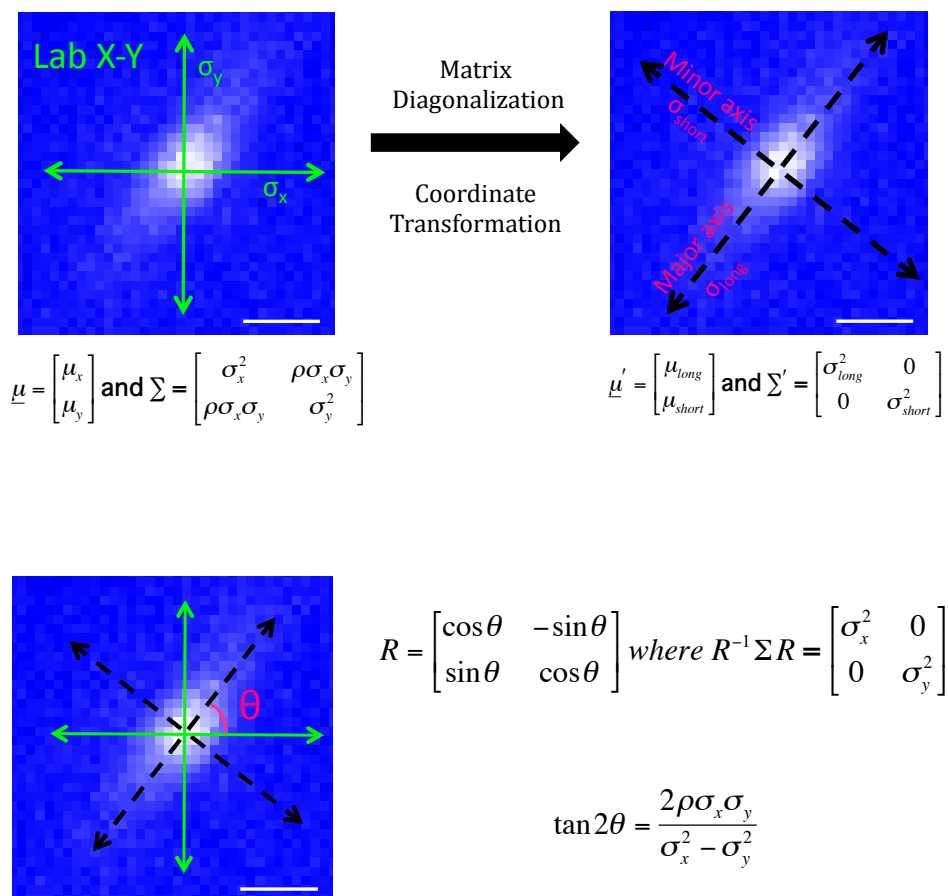 Lab X-Y
σy
σx
Matrix
Diagonalization
Coordinate
Transformation
Minor axis
σshort
Major axis
σlong
μ = [μx; μy] and Σ = [σx² ρσxσy; ρσxσy σy²]
μ′ = [μlong; μshort] and Σ′ = [σ²long 0; 0 σ²short]
θ
R = [cosθ −sinθ; sinθ cosθ] where R⁻¹ΣR = [σx² 0; 0 σy²]
tan2θ = 2ρσxσy / (σx² − σy²)